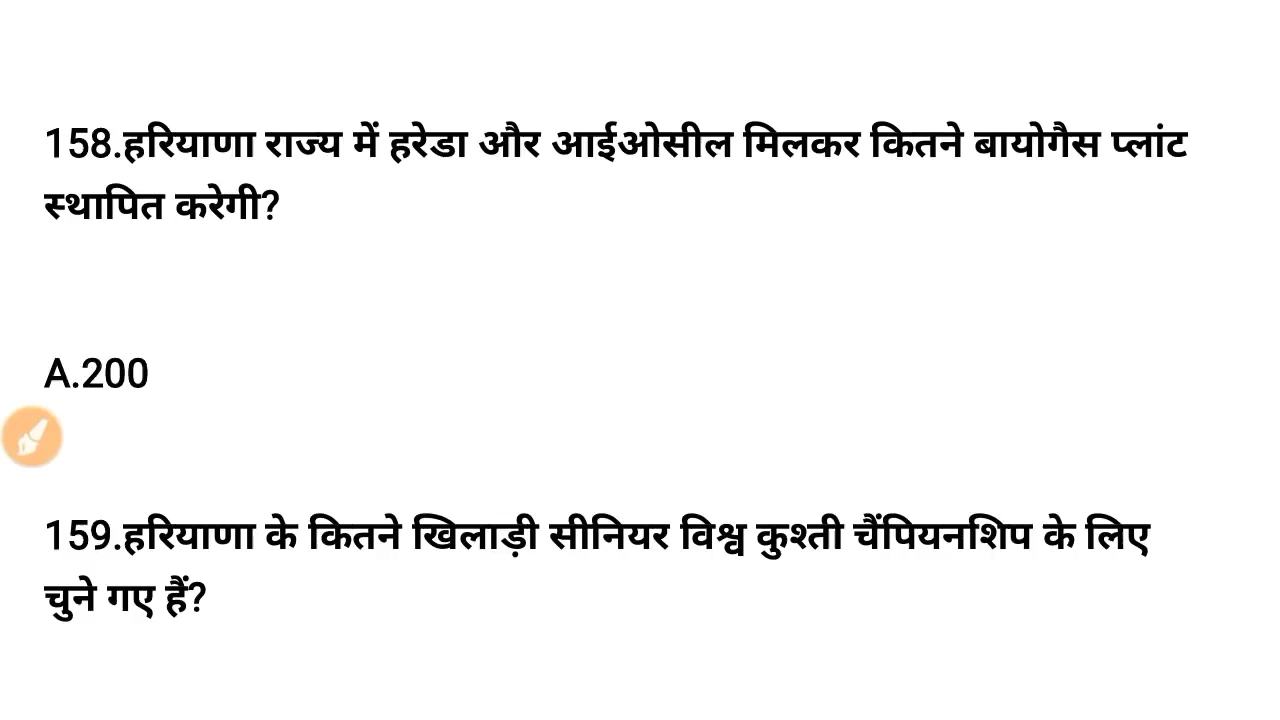 158.हरियाणा राज्य में हरेडा और आईओसील मिलकर कितने बायोगैस प्लांट
स्थापित करेगी?
A.200
159.हरियाणा के कितने खिलाड़ी सीनियर विश्व कुश्ती चैंपियनशिप के लिए
चुने गए हैं?